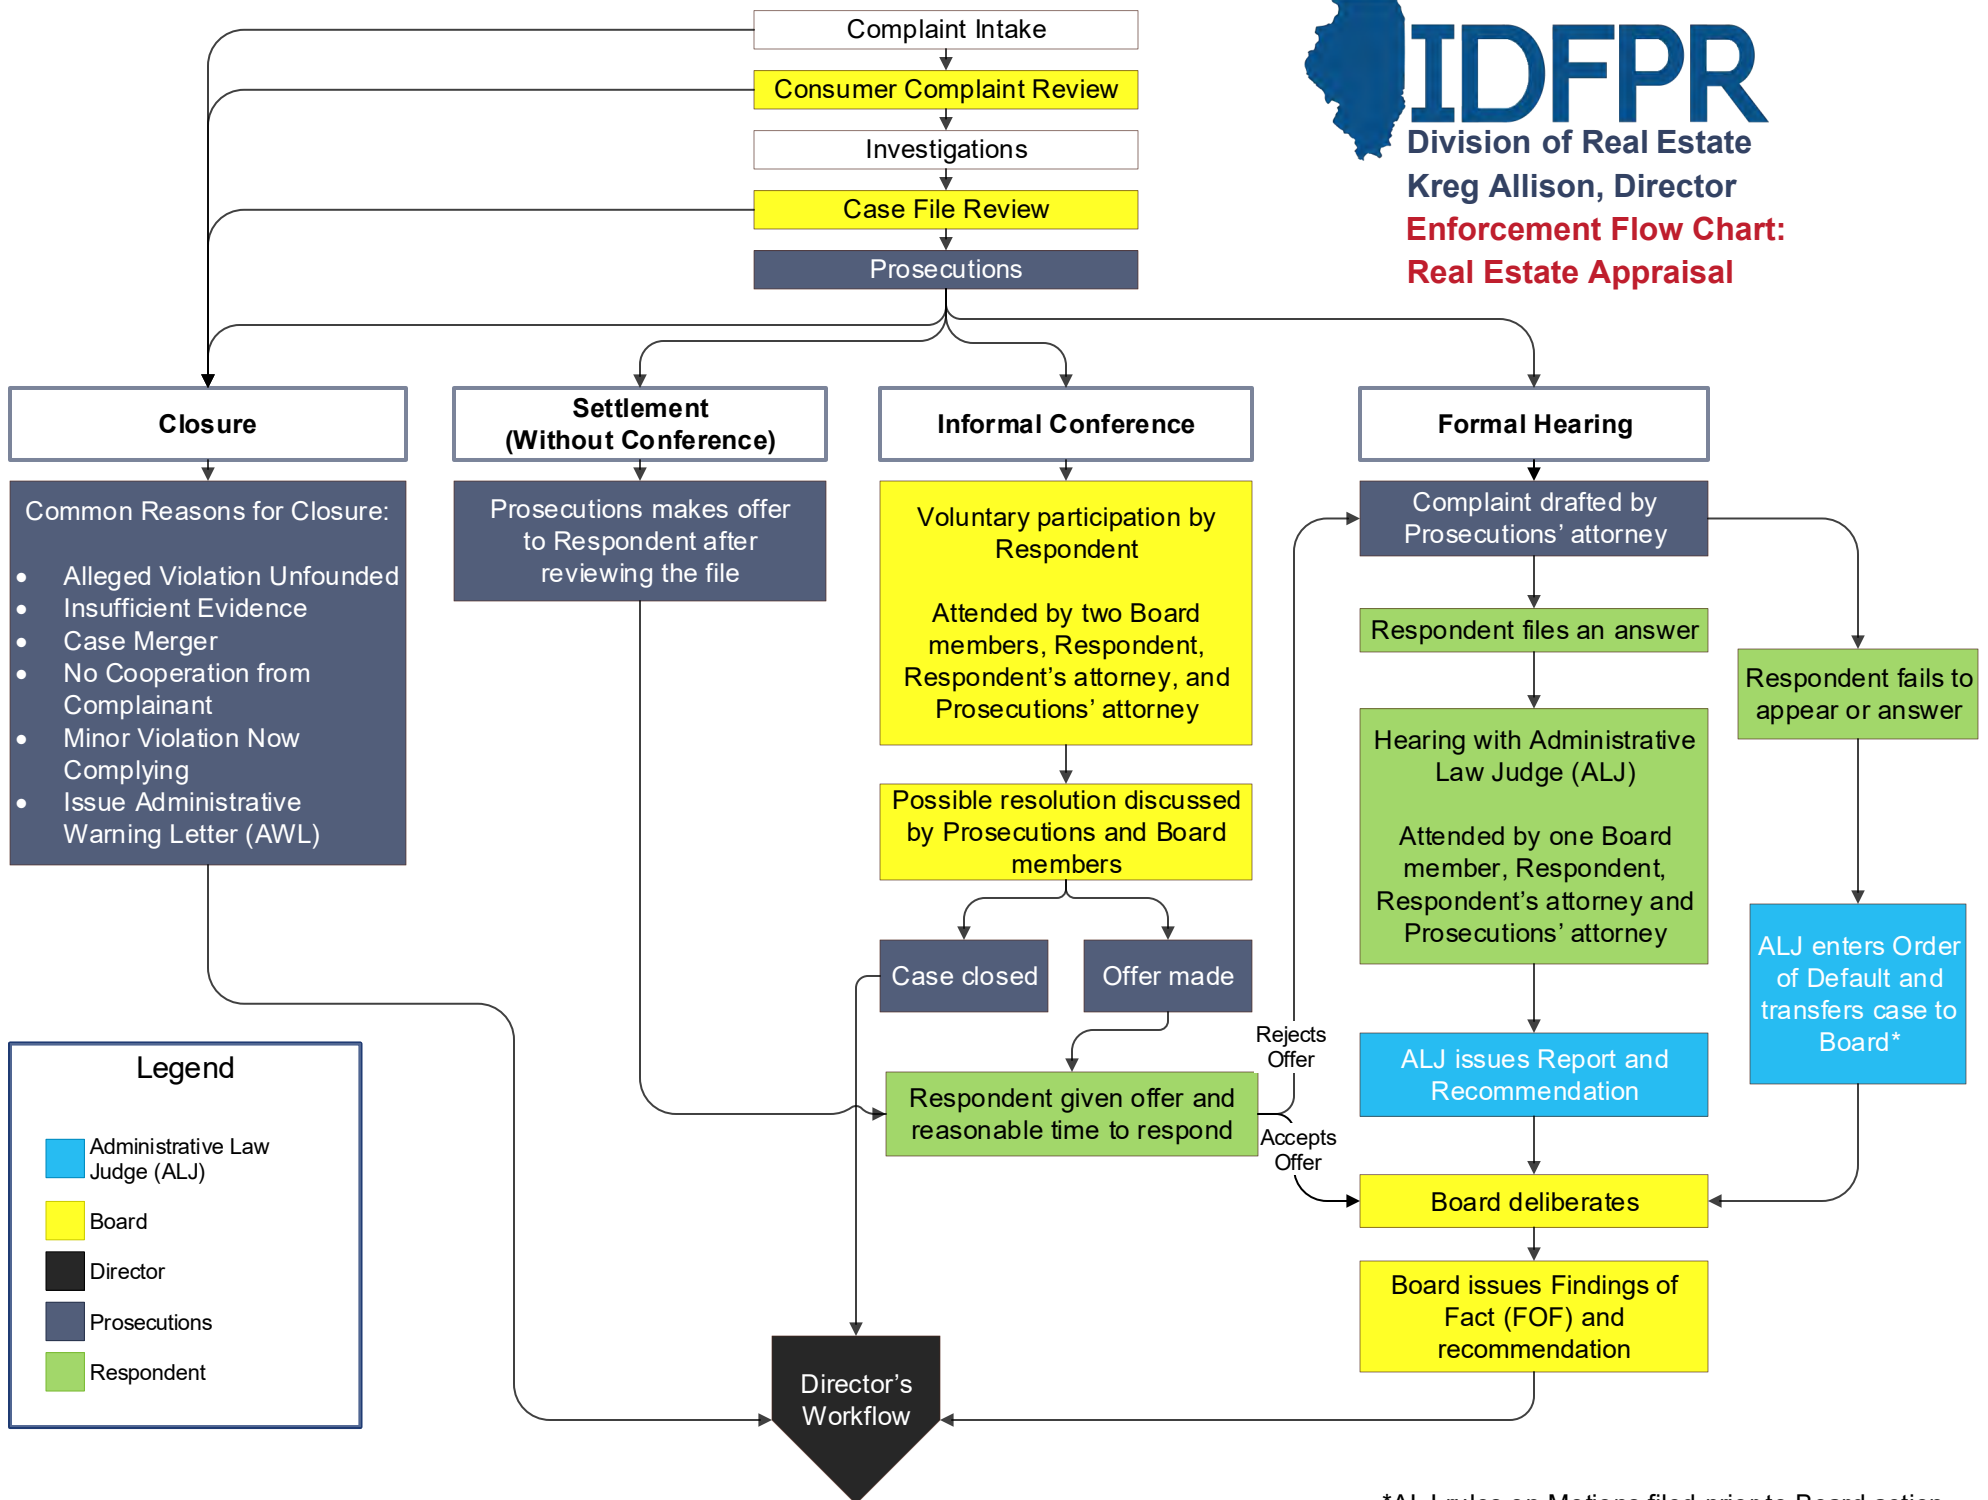 Complaint Intake
Consumer Complaint Review
Investigations
Case File Review
Prosecutions
IDFPR
Division of Real Estate
Kreg Allison, Director
Enforcement Flow Chart:
Real Estate Appraisal
Closure
Common Reasons for Closure:
• Alleged Violation Unfounded
• Insufficient Evidence
• Case Merger
• No Cooperation from
Complainant
• Minor Violation Now
Complying
• Issue Administrative
Warning Letter (AWL)
Settlement
(Without Conference)
Prosecutions makes offer
to Respondent after
reviewing the file
Informal Conference
Voluntary participation by
Respondent
Attended by two Board
members, Respondent,
Respondent’s attorney, and
Prosecutions’ attorney
Possible resolution discussed
by Prosecutions and Board
members
Case closed
Offer made
Respondent given offer and
reasonable time to respond
Rejects
Offer
Accepts
Offer
Formal Hearing
Complaint drafted by
Prosecutions’ attorney
Respondent files an answer
Hearing with Administrative
Law Judge (ALJ)
Attended by one Board
member, Respondent,
Respondent’s attorney and
Prosecutions’ attorney
ALJ issues Report and
Recommendation
Respondent fails to
appear or answer
ALJ enters Order
of Default and
transfers case to
Board*
Board deliberates
Board issues Findings of
Fact (FOF) and
recommendation
Director’s
Workflow
Legend
Administrative Law
Judge (ALJ)
Board
Director
Prosecutions
Respondent
*ALJ rules on Motions filed prior to Board action